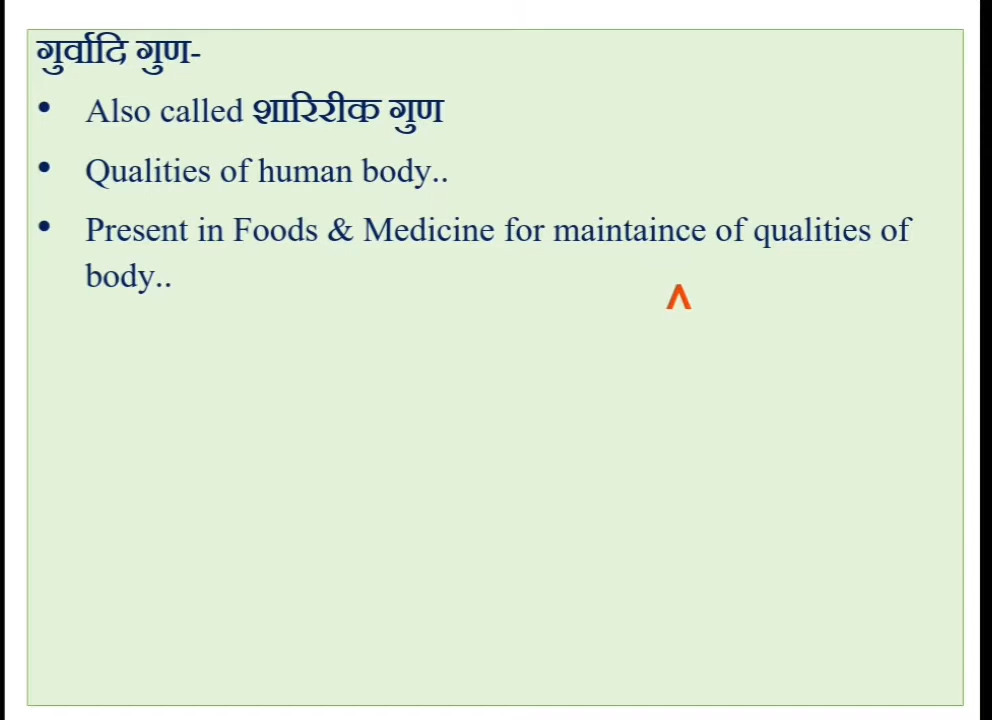 गुर्वादि गुण-
• Also called शारिरीक गुण
• Qualities of human body..
• Present in Foods & Medicine for maintaince of qualities of
body..
^